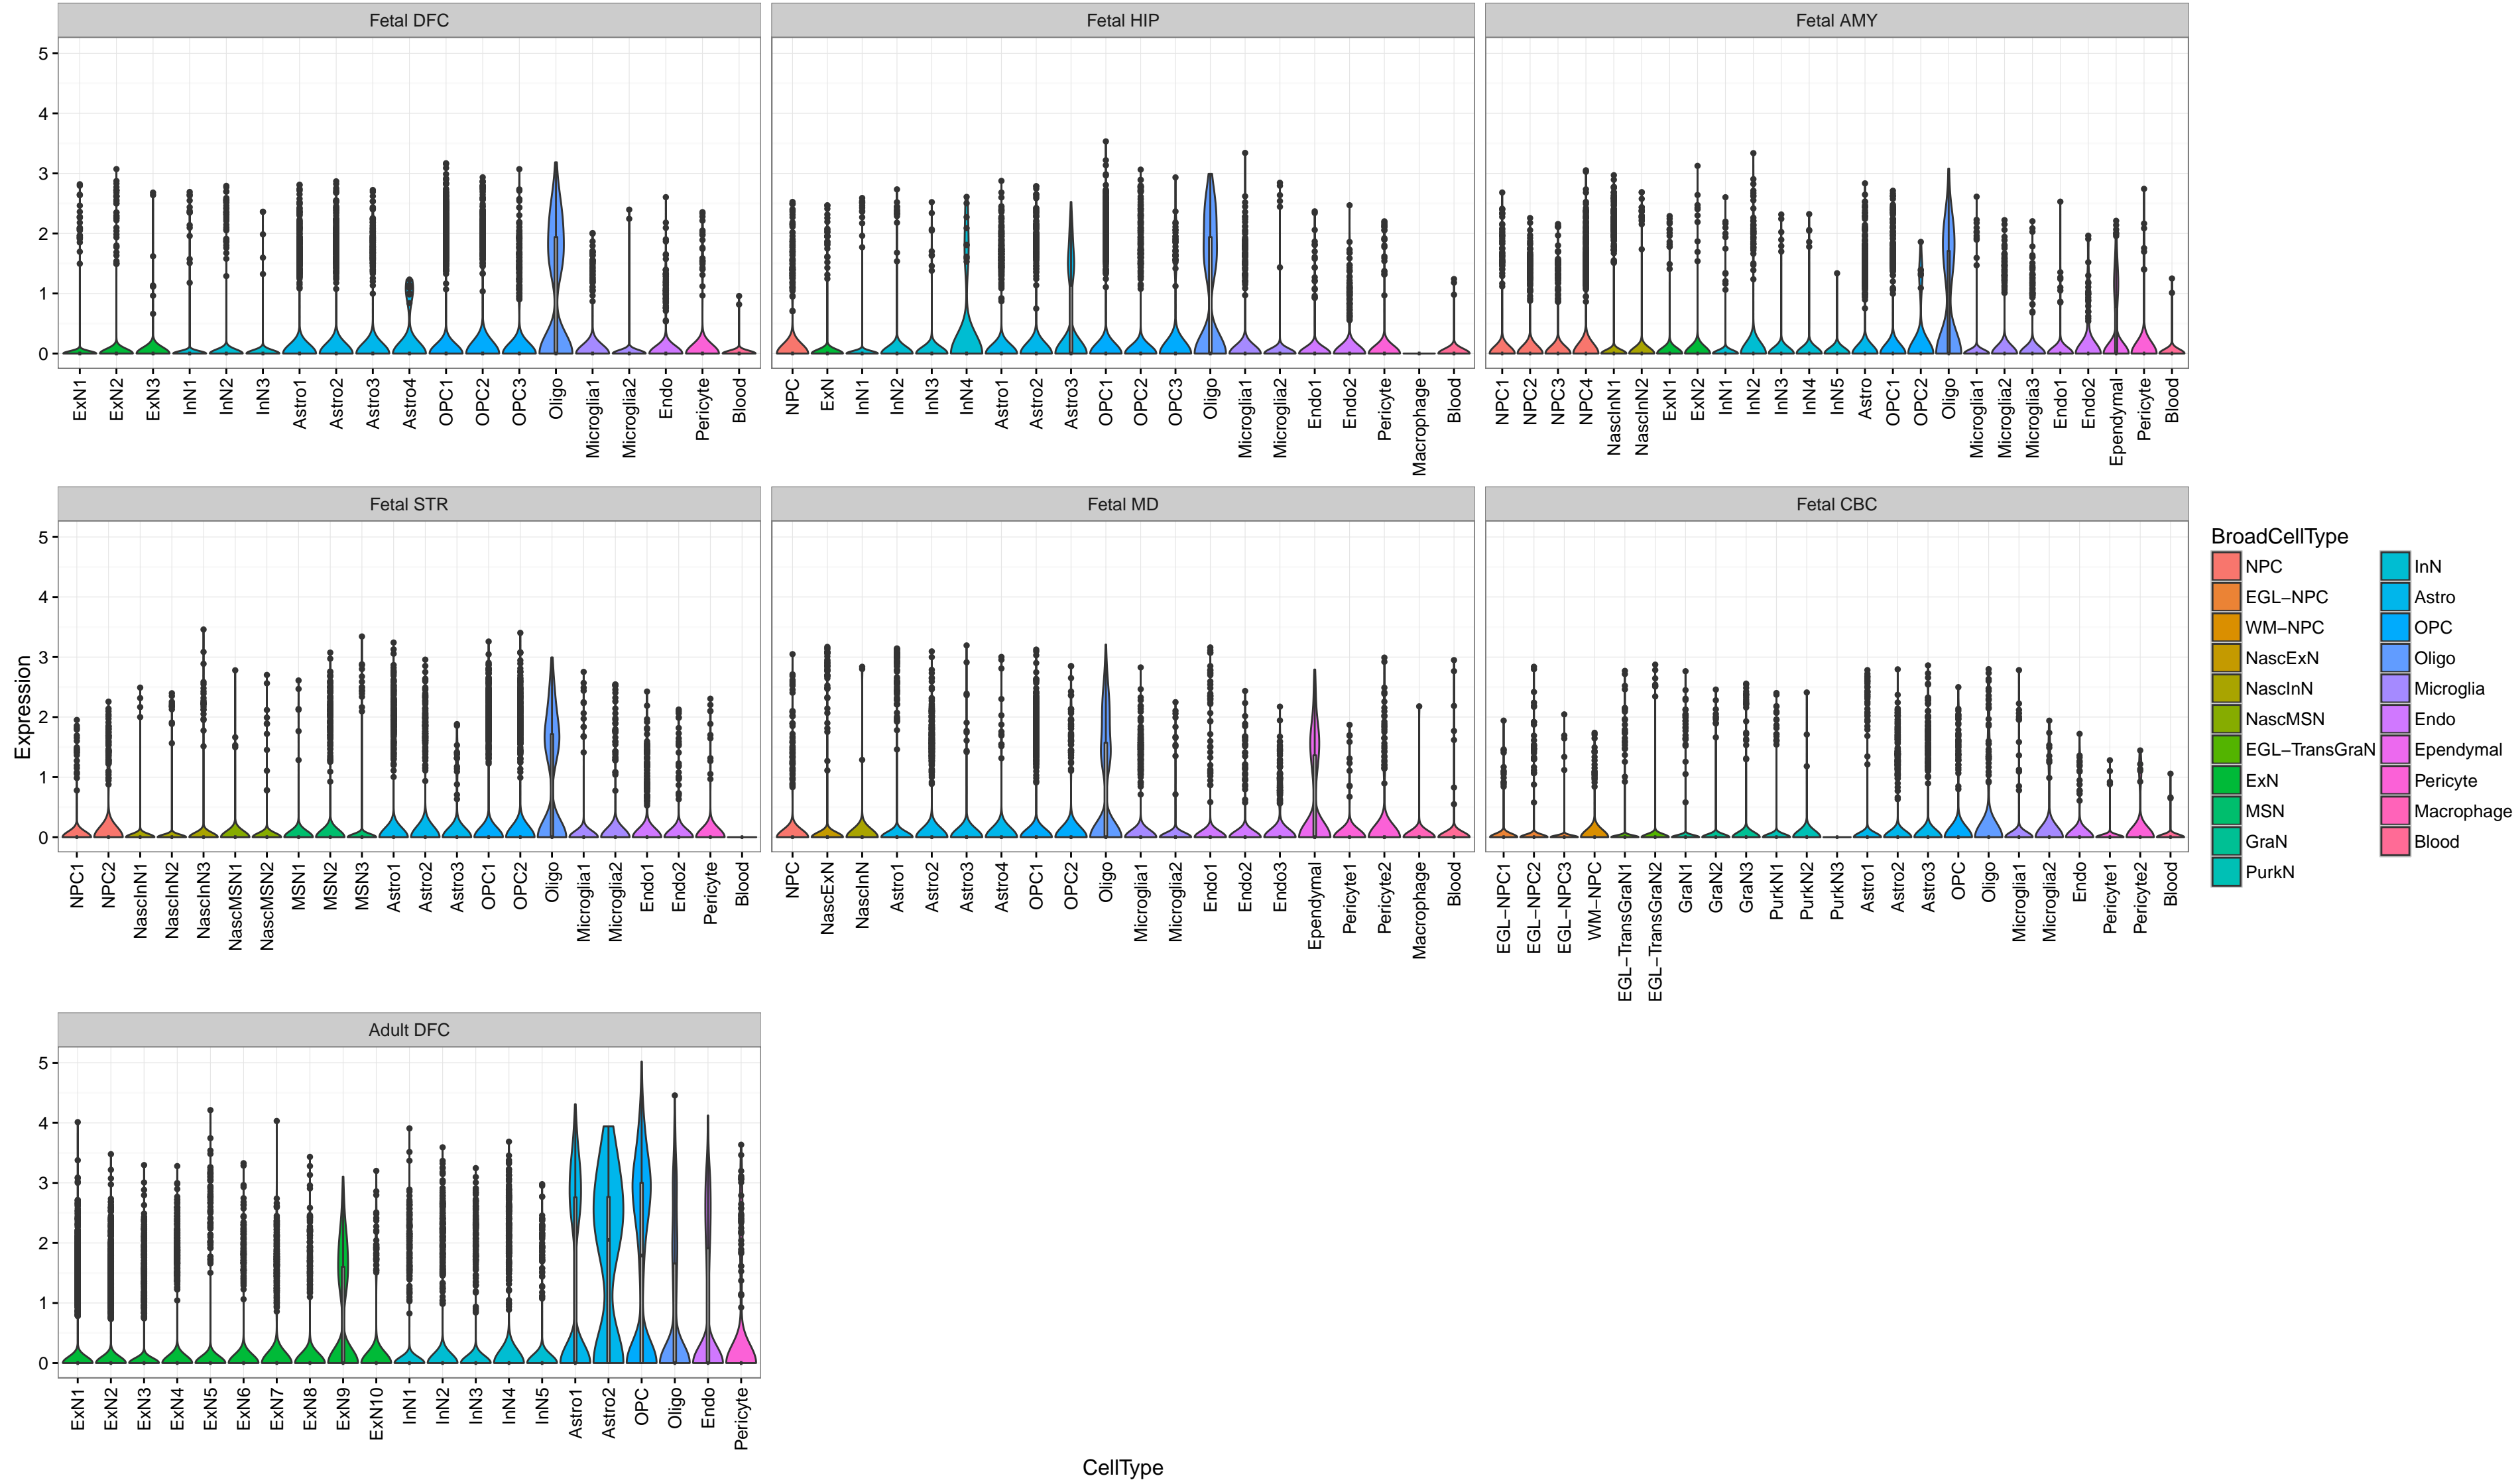 Fetal DFC Fetal HIP Fetal AMY
5
4
3
2
1
0
ExN1 ExN2 ExN3 InN1 InN2 InN3 Astro1 Astro2 Astro3 Astro4 OPC1 OPC2 OPC3 Oligo Microglia1 Microglia2 Endo Pericyte Blood
NPC ExN InN1 InN2 InN3 InN4 Astro1 Astro2 Astro3 OPC1 OPC2 OPC3 Oligo Microglia1 Microglia2 Endo1 Endo2 Pericyte Macrophage Blood
NPC1 NPC2 NPC3 NPC4 NascInN1 NascInN2 ExN1 ExN2 InN1 InN2 InN3 InN4 InN5 Astro OPC1 OPC2 Oligo Microglia1 Microglia2 Microglia3 Endo1 Endo2 Ependymal Pericyte Blood
Fetal STR Fetal MD Fetal CBC
5
4
3
2
1
0
Expression
NPC1 NPC2 NascInN1 NascInN2 NascInN3 NascMSN1 NascMSN2 MSN1 MSN2 MSN3 Astro1 Astro2 Astro3 OPC1 OPC2 Oligo Microglia1 Microglia2 Endo1 Endo2 Pericyte Blood
NPC NascExN NascInN Astro1 Astro2 Astro3 Astro4 OPC1 OPC2 Oligo Microglia1 Microglia2 Endo1 Endo2 Endo3 Ependymal Pericyte1 Pericyte2 Macrophage Blood
EGL−NPC1 EGL−NPC2 EGL−NPC3 WM−NPC EGL−TransGraN1 EGL−TransGraN2 GraN1 GraN2 GraN3 PurkN1 PurkN2 PurkN3 Astro1 Astro2 Astro3 OPC Oligo Microglia1 Microglia2 Endo Pericyte1 Pericyte2 Blood
BroadCellType
NPC InN
EGL−NPC Astro
WM−NPC OPC
NascExN Oligo
NascInN Microglia
NascMSN Endo
EGL−TransGraN Ependymal
ExN Pericyte
MSN Macrophage
GraN Blood
PurkN
Adult DFC
5
4
3
2
1
0
ExN1 ExN2 ExN3 ExN4 ExN5 ExN6 ExN7 ExN8 ExN9 ExN10 InN1 InN2 InN3 InN4 InN5 Astro1 Astro2 OPC Oligo Endo Pericyte
CellType